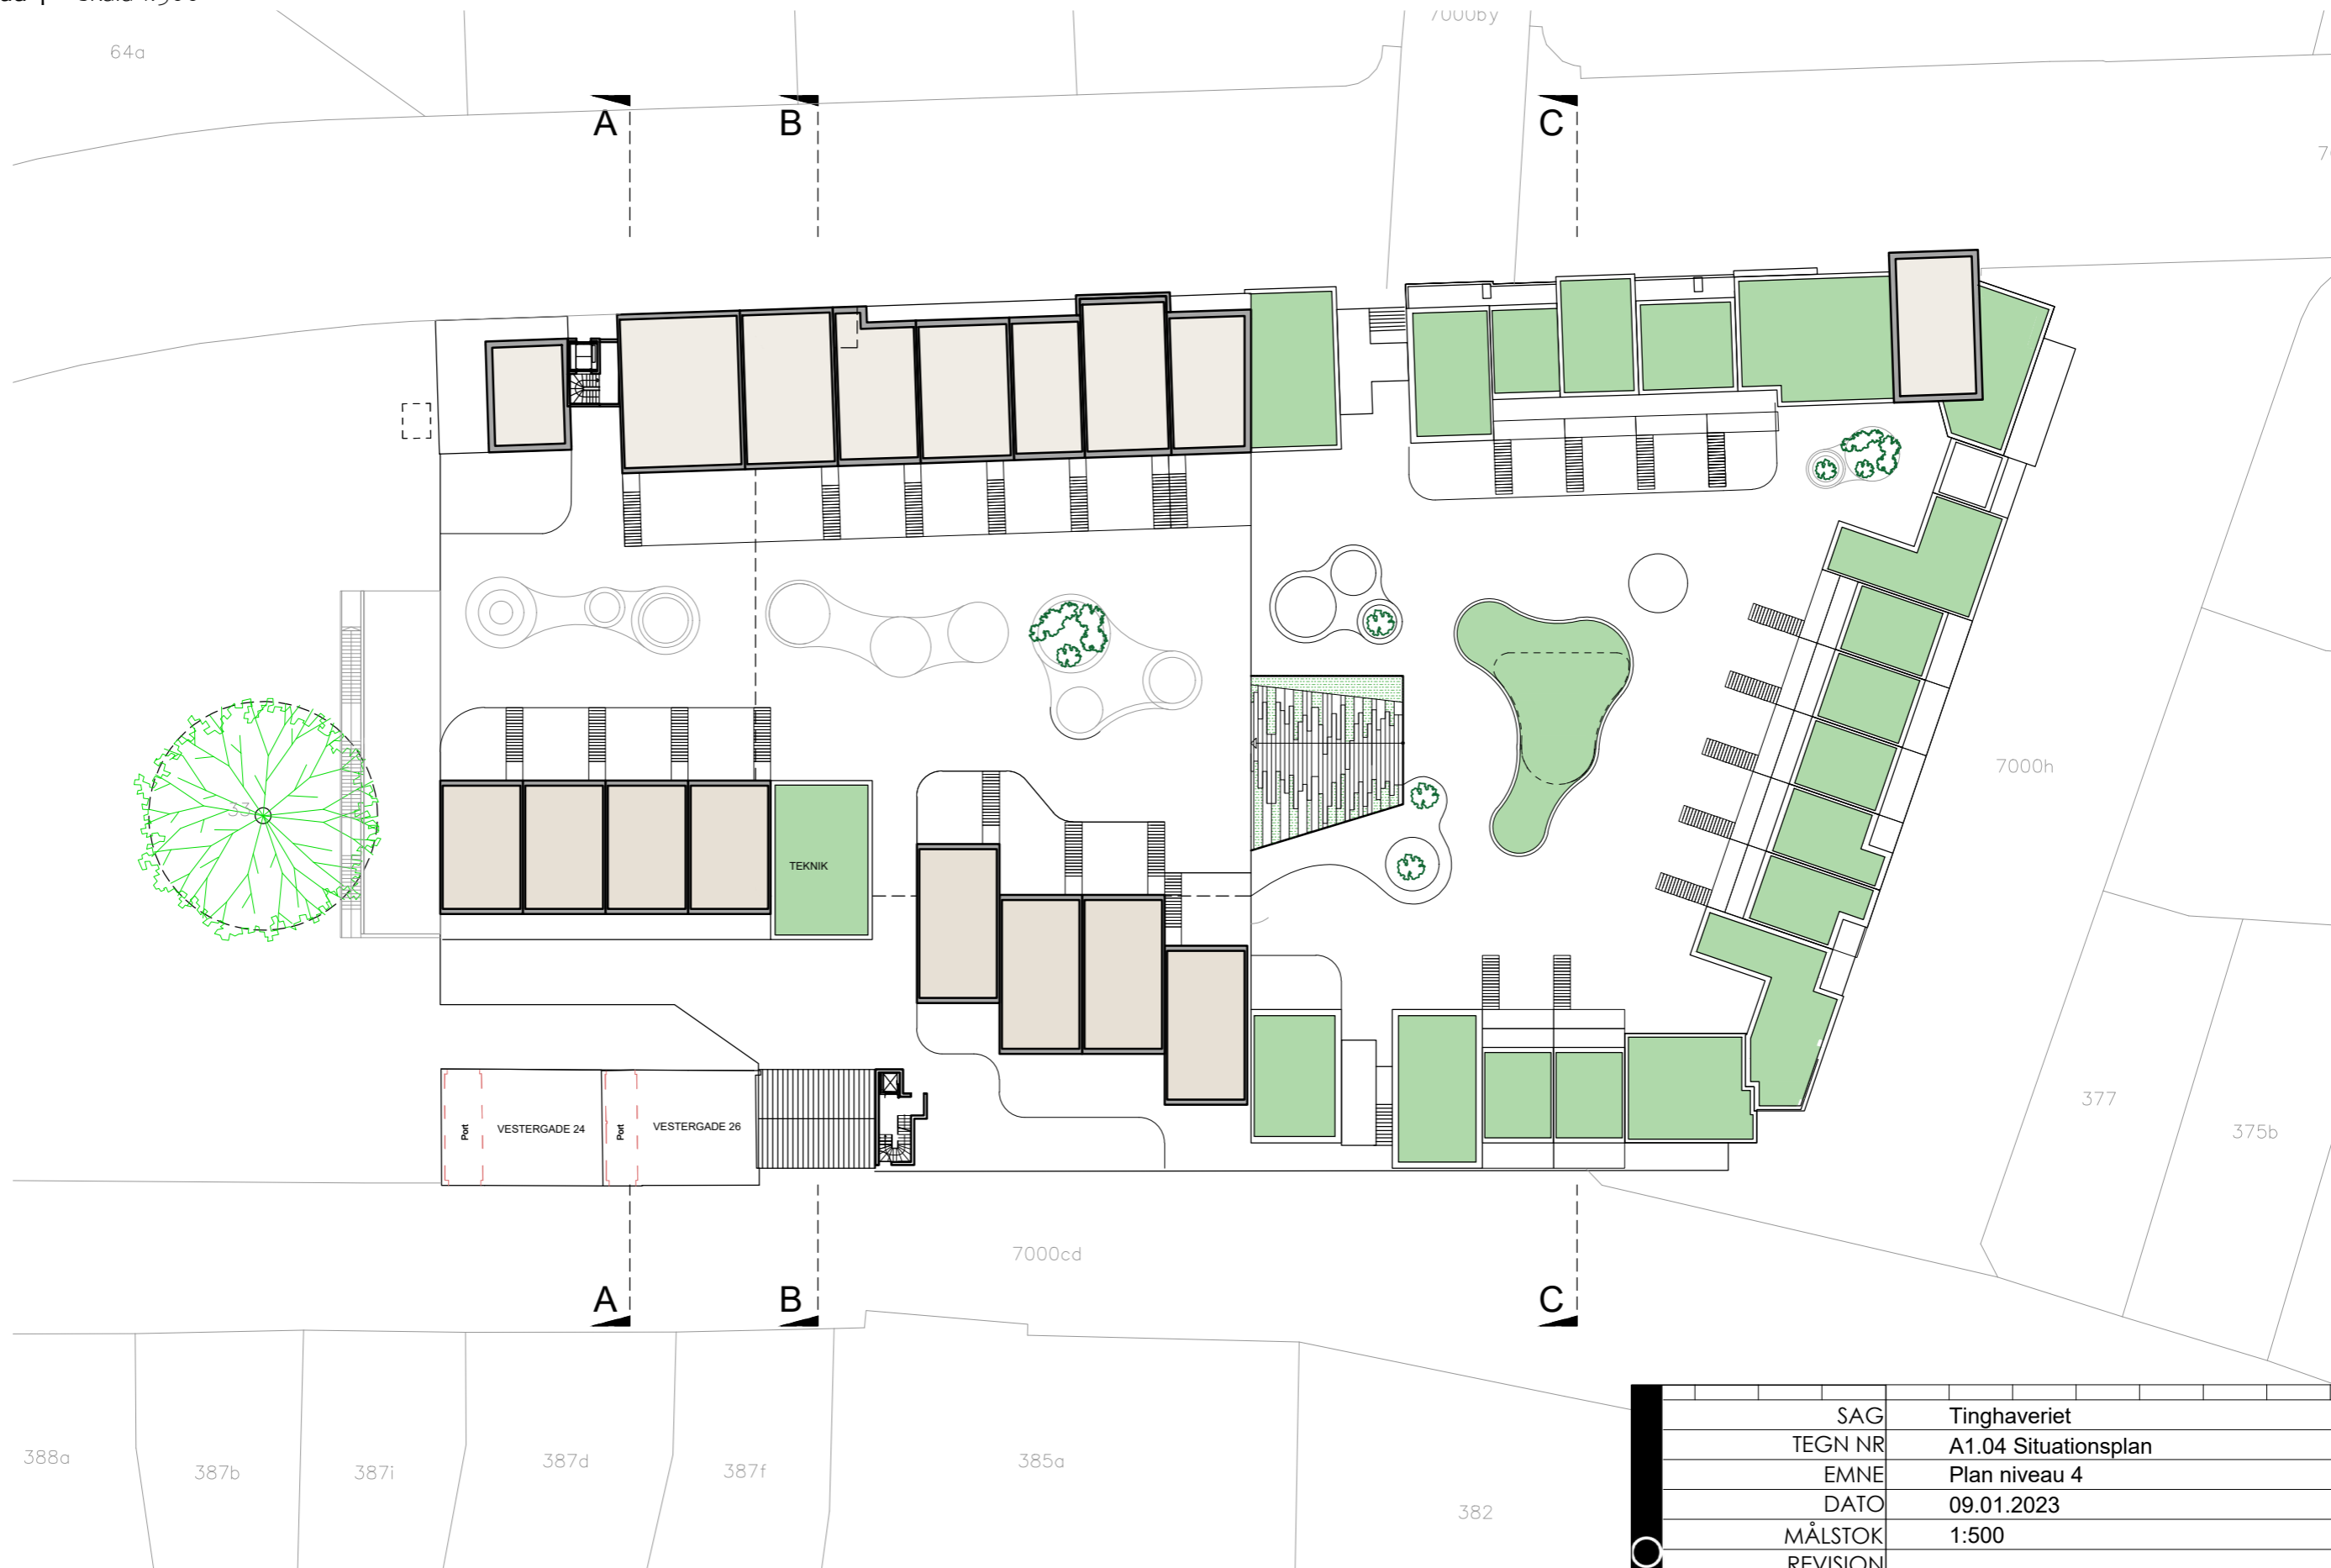 64a
7000by
A
B
C
33
7000h
TEKNIK
377
375b
Port
VESTERGADE 24
Port
VESTERGADE 26
7000cd
A
B
C
388a
387b
387i
387d
387f
385a
382
SAG Tinghaveriet
TEGN NR A1.04 Situationsplan
EMNE Plan niveau 4
DATO 09.01.2023
MÅLSTOK 1:500
REVISION